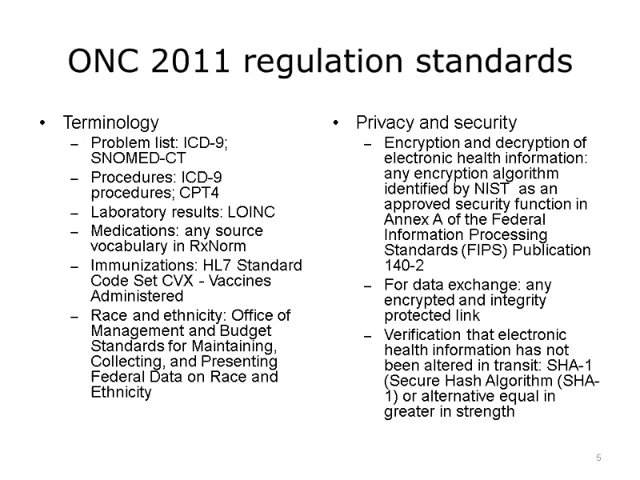 ONC 2011 regulation standards
• Terminology
– Problem list: ICD-9;
SNOMED-CT
– Procedures: ICD-9
procedures; CPT4
– Laboratory results: LOINC
– Medications: any source
vocabulary in RxNorm
– Immunizations: HL7 Standard
Code Set CVX - Vaccines
Administered
– Race and ethnicity: Office of
Management and Budget
Standards for Maintaining,
Collecting, and Presenting
Federal Data on Race and
Ethnicity
• Privacy and security
– Encryption and decryption of
electronic health information:
any encryption algorithm
identified by NIST as an
approved security function in
Annex A of the Federal
Information Processing
Standards (FIPS) Publication
140-2
– For data exchange: any
encrypted and integrity
protected link
– Verification that electronic
health information has not
been altered in transit: SHA-1
(Secure Hash Algorithm (SHA-
1) or alternative equal in
greater in strength
5